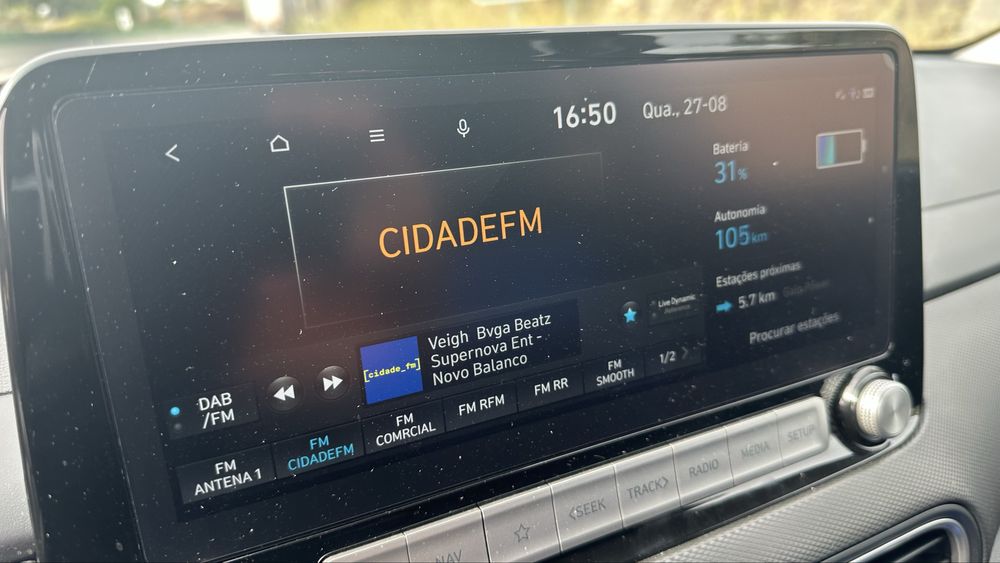 16:50 Qua., 27-08
CIDADEFM
Bateria
31%
Autonomia
105 km
Estações próximas
5.7 km
Procurar estações
Live Dynamic
[cidade_fm]
Veigh Bvga Beatz
Supernova Ent -
Novo Balanco
1/2
DAB
/FM
FM
ANTENA 1
FM
CIDADEFM
FM
COMRCIAL
FM RFM
FM RR
FM
SMOOTH
NAV
<SEEK
TRACK>
RADIO
MEDIA
SETUP